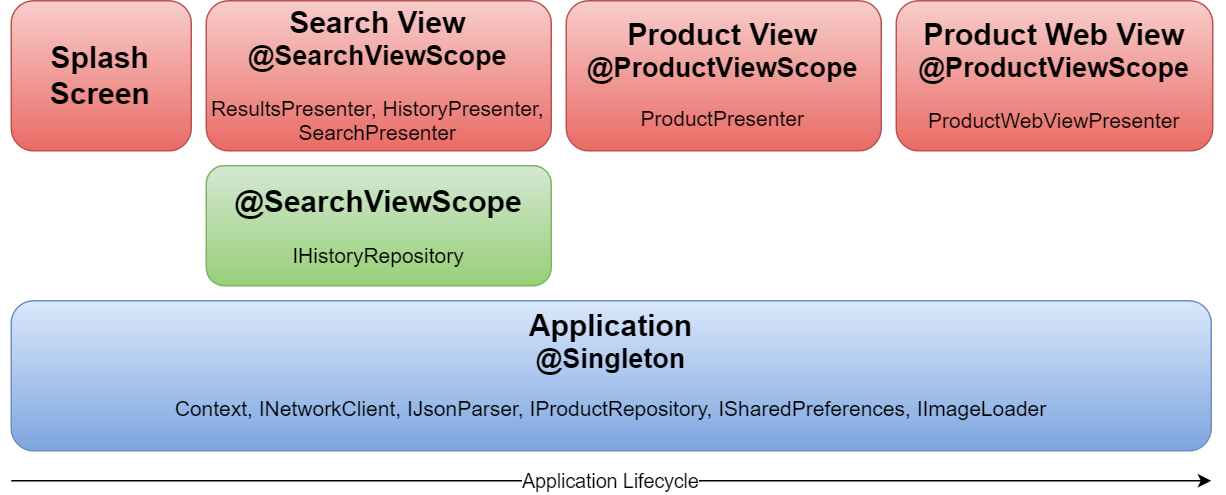 Splash
Screen
Search View
@SearchViewScope
ResultsPresenter, HistoryPresenter,
SearchPresenter
Product View
@ProductViewScope
ProductPresenter
Product Web View
@ProductViewScope
ProductWebViewPresenter
@SearchViewScope
IHistoryRepository
Application
@Singleton
Context, INetworkClient, IJsonParser, IProductRepository, ISharedPreferences, IImageLoader
Application Lifecycle